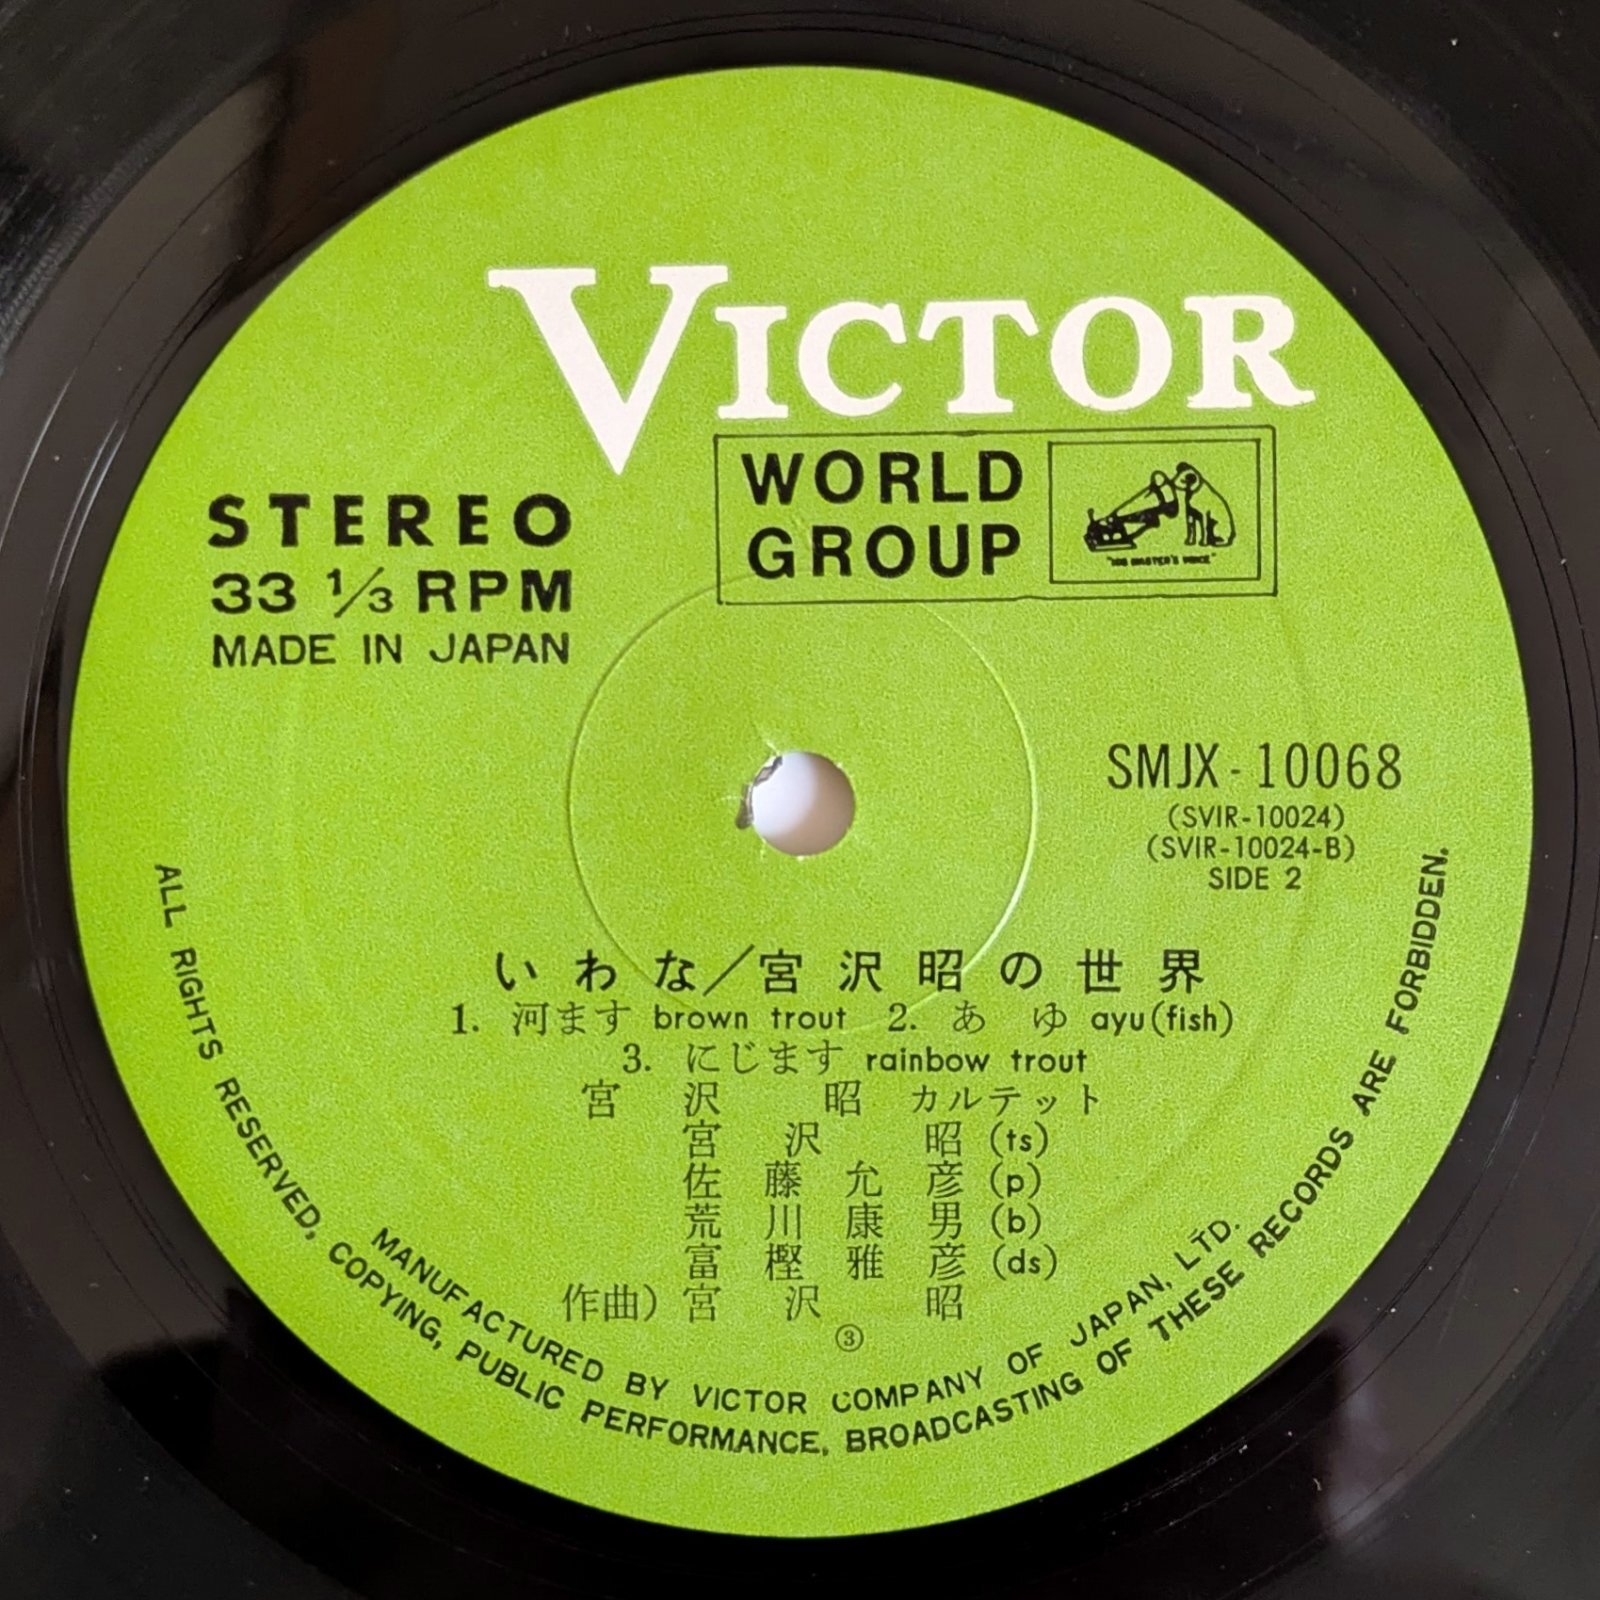 VICTOR
WORLD
GROUP
"HIS MASTER'S VOICE"
STEREO
33 1/3 RPM
MADE IN JAPAN
SMJX-10068
(SVIR-10024)
(SVIR-10024-B)
SIDE 2
いわな／宮沢昭の世界
1. 河ます brown trout 2. あゆ ayu(fish)
3. にじます rainbow trout
宮沢 昭 カルテット
宮沢 昭 (ts)
佐藤允彦 (p)
荒川康男 (b)
富樫雅彦 (ds)
作曲) 宮沢 昭
③
MANUFACTURED BY VICTOR COMPANY OF JAPAN, LTD.
ALL RIGHTS RESERVED, COPYING, PUBLIC PERFORMANCE, BROADCASTING OF THESE RECORDS ARE FORBIDDEN.